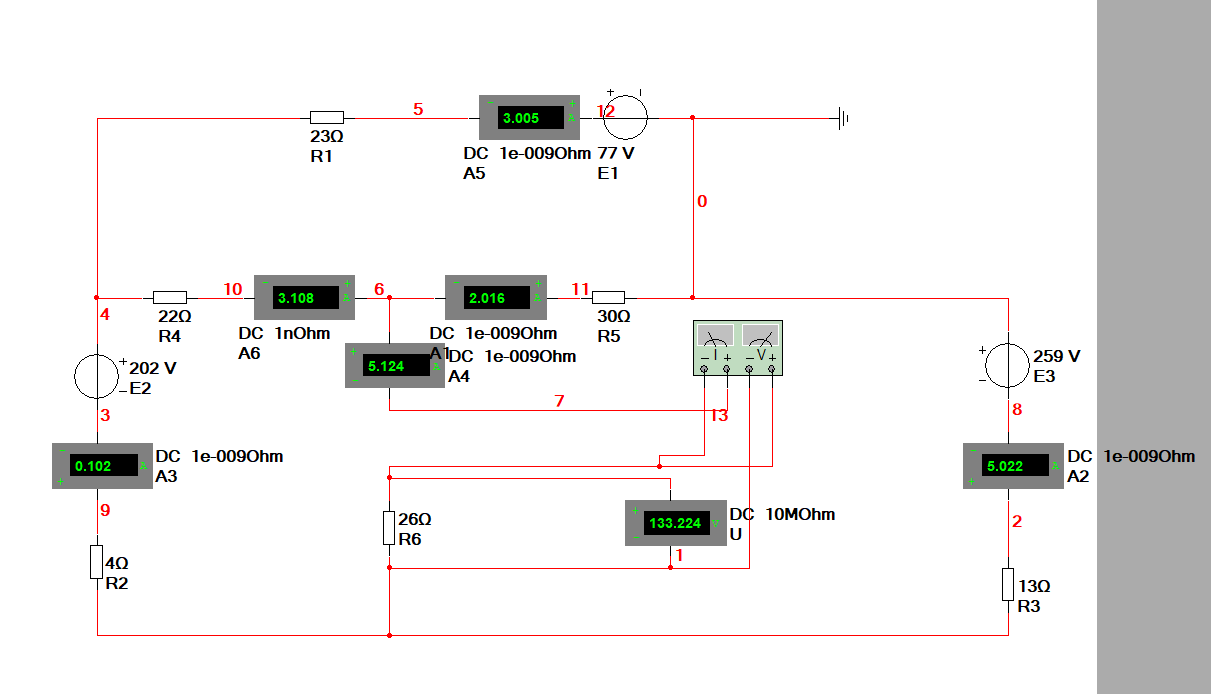 5
3.005
A
12
23Ω
R1
DC 1e-009Ohm
A5
77 V
E1
0
10
3.108
A
6
2.016
A
11
4
22Ω
R4
DC 1nOhm
A6
DC 1e-009Ohm
A1
30Ω
R5
5.124
A
DC 1e-009Ohm
A4
I
V
202 V
E2
259 V
E3
3
7
13
8
0.102
A
DC 1e-009Ohm
A3
5.022
A
DC 1e-009Ohm
A2
9
26Ω
R6
133.224
V
DC 10MOhm
U
2
1
4Ω
R2
13Ω
R3